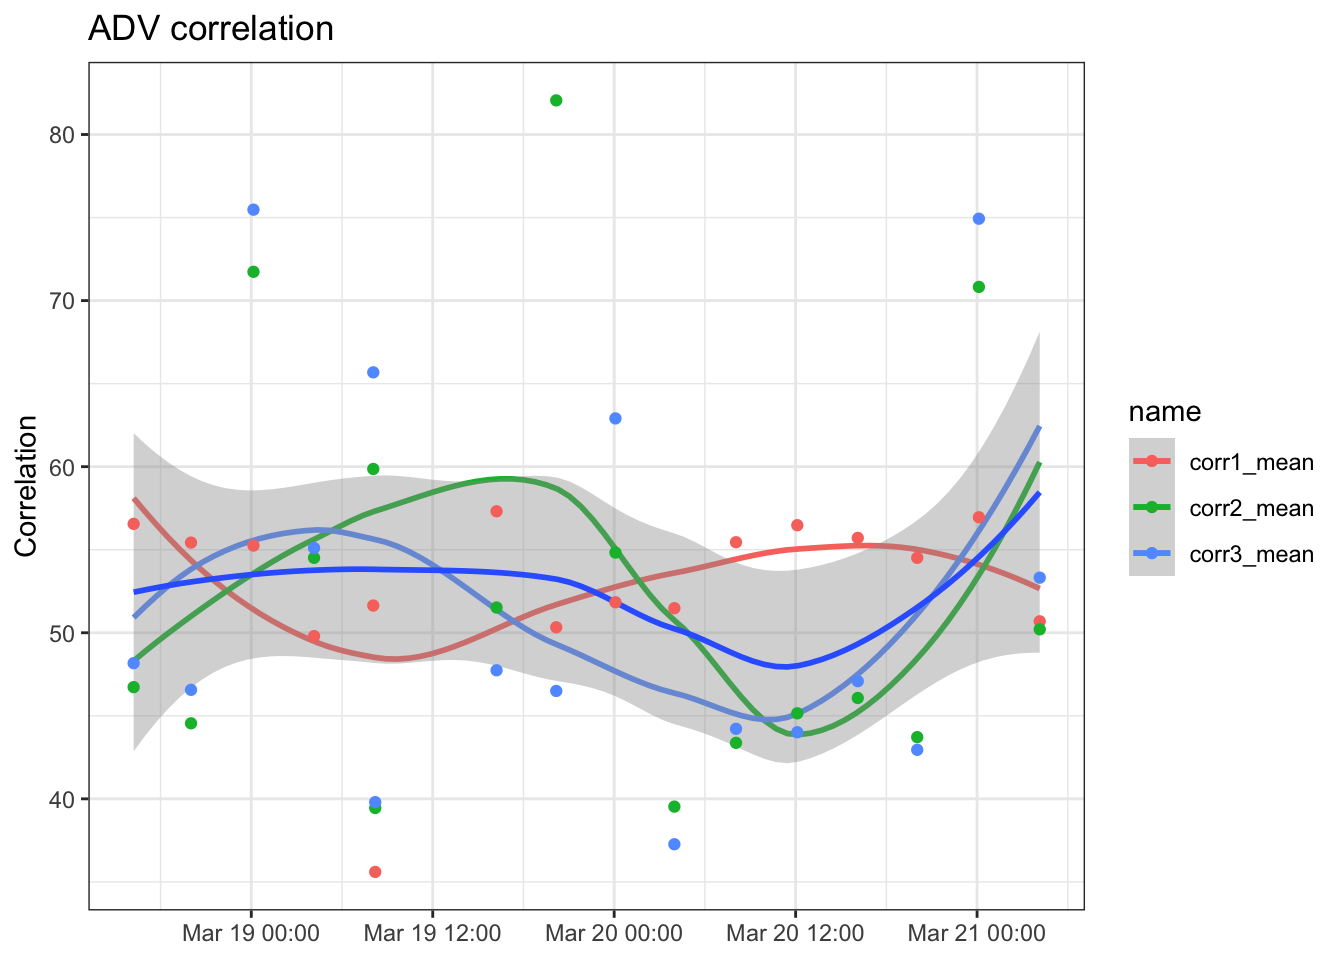 ADV correlation
Correlation
80
70
60
50
40
Mar 19 00:00
Mar 19 12:00
Mar 20 00:00
Mar 20 12:00
Mar 21 00:00
name
corr1_mean
corr2_mean
corr3_mean